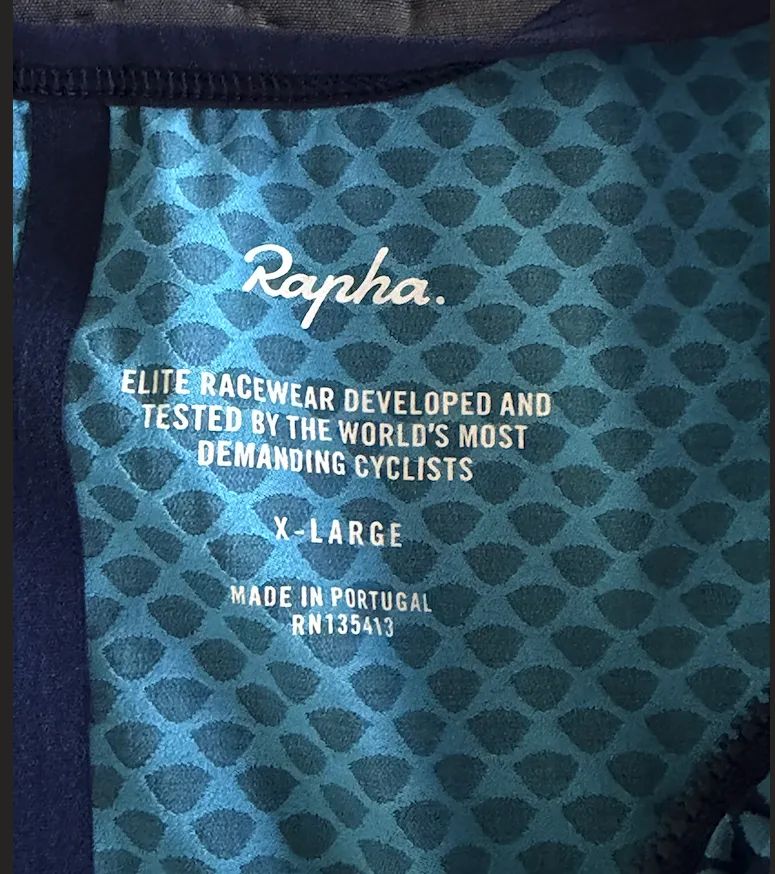 Rapha.
ELITE RACEWEAR DEVELOPED AND
TESTED BY THE WORLD'S MOST
DEMANDING CYCLISTS
X-LARGE
MADE IN PORTUGAL
RN135413